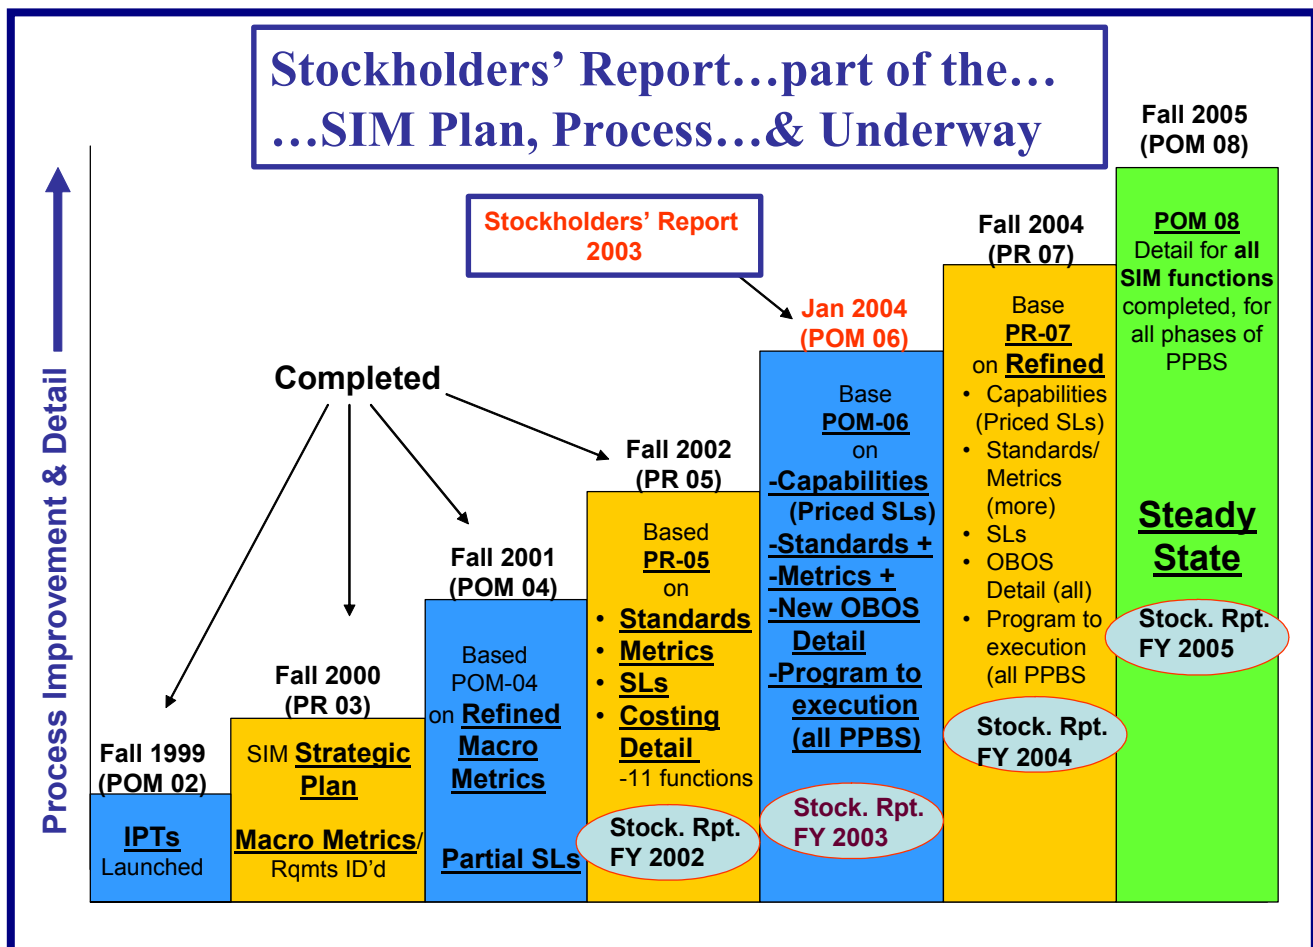 Stockholders’ Report…part of the…
…SIM Plan, Process…& Underway
Process Improvement & Detail
Stockholders’ Report
2003
Completed
Fall 1999
(POM 02)
IPTs
Launched
Fall 2000
(PR 03)
SIM Strategic
Plan
Macro Metrics/
Rqmts ID’d
Fall 2001
(POM 04)
Based
POM-04
on Refined
Macro
Metrics
Partial SLs
Fall 2002
(PR 05)
Based
PR-05
on
• Standards
• Metrics
• SLs
• Costing
Detail
-11 functions
Stock. Rpt.
FY 2002
Jan 2004
(POM 06)
Base
POM-06
on
-Capabilities
(Priced SLs)
-Standards +
-Metrics +
-New OBOS
Detail
-Program to
execution
(all PPBS)
Stock. Rpt.
FY 2003
Fall 2004
(PR 07)
Base
PR-07
on Refined
• Capabilities
(Priced SLs)
• Standards/
Metrics
(more)
• SLs
• OBOS
Detail (all)
• Program to
execution
(all PPBS
Stock. Rpt.
FY 2004
Fall 2005
(POM 08)
POM 08
Detail for all
SIM functions
completed, for
all phases of
PPBS
Steady
State
Stock. Rpt.
FY 2005